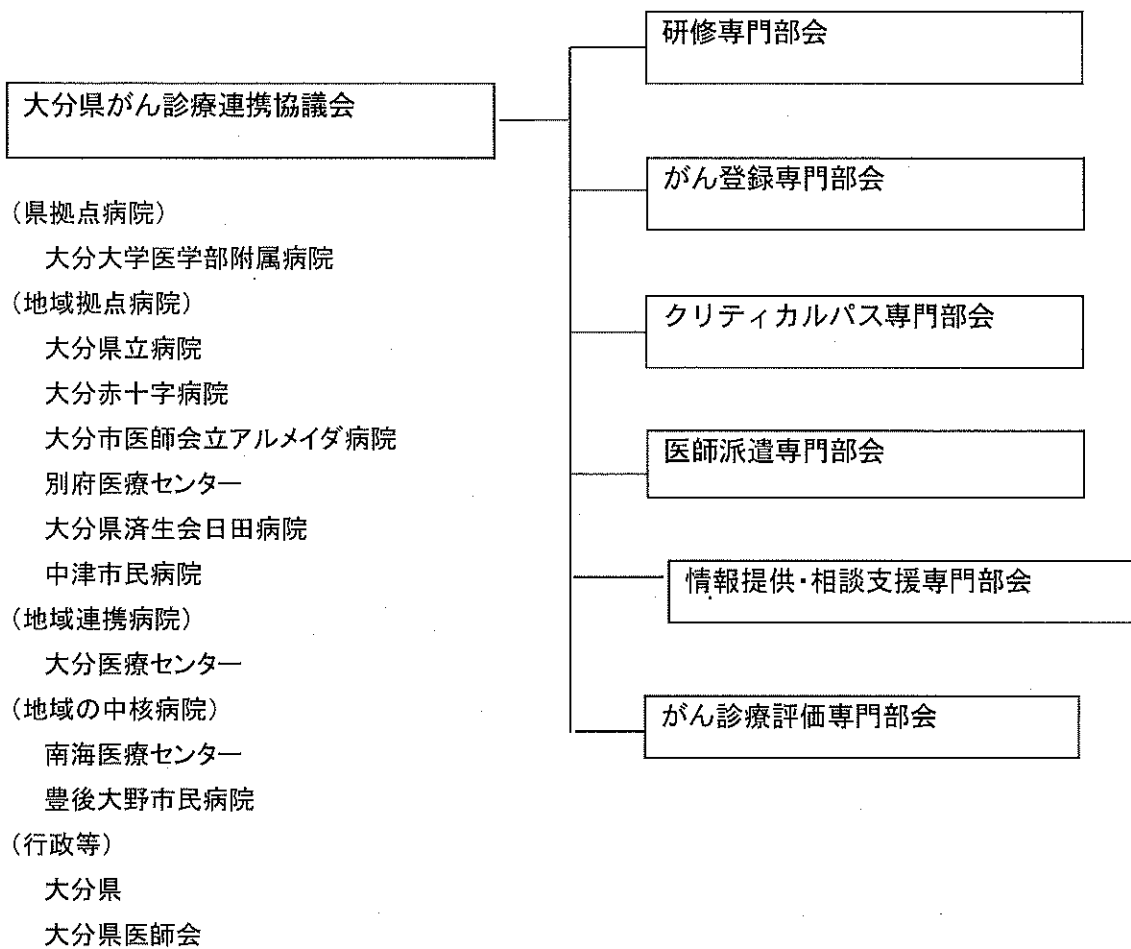 大分県がん診療連携協議会
(県拠点病院)
大分大学医学部附属病院
(地域拠点病院)
大分県立病院
大分赤十字病院
大分市医師会立アルメイダ病院
別府医療センター
大分県済生会日田病院
中津市民病院
(地域連携病院)
大分医療センター
(地域の中核病院)
南海医療センター
豊後大野市民病院
(行政等)
大分県
大分県医師会
研修専門部会
がん登録専門部会
クリティカルパス専門部会
医師派遣専門部会
情報提供・相談支援専門部会
がん診療評価専門部会